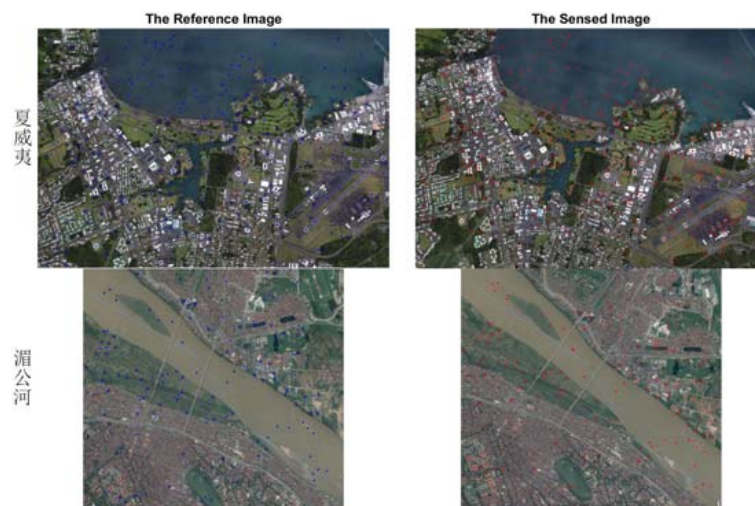 The Reference Image
The Sensed Image
夏威夷
湄公河